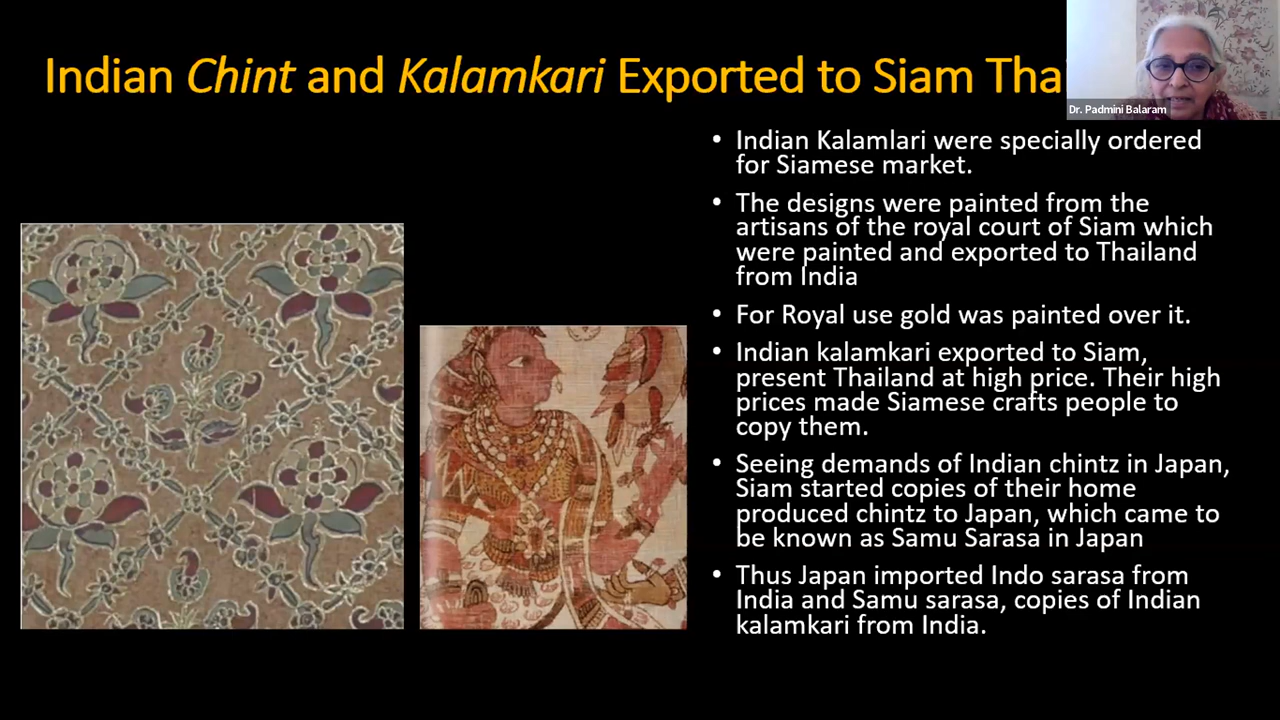 Indian Chint and Kalamkari Exported to Siam Tha
Dr. Padmini Balaram
• Indian Kalamlari were specially ordered
for Siamese market.
• The designs were painted from the
artisans of the royal court of Siam which
were painted and exported to Thailand
from India
• For Royal use gold was painted over it.
• Indian kalamkari exported to Siam,
present Thailand at high price. Their high
prices made Siamese crafts people to
copy them.
• Seeing demands of Indian chintz in Japan,
Siam started copies of their home
produced chintz to Japan, which came to
be known as Samu Sarasa in Japan
• Thus Japan imported Indo sarasa from
India and Samu sarasa, copies of Indian
kalamkari from India.